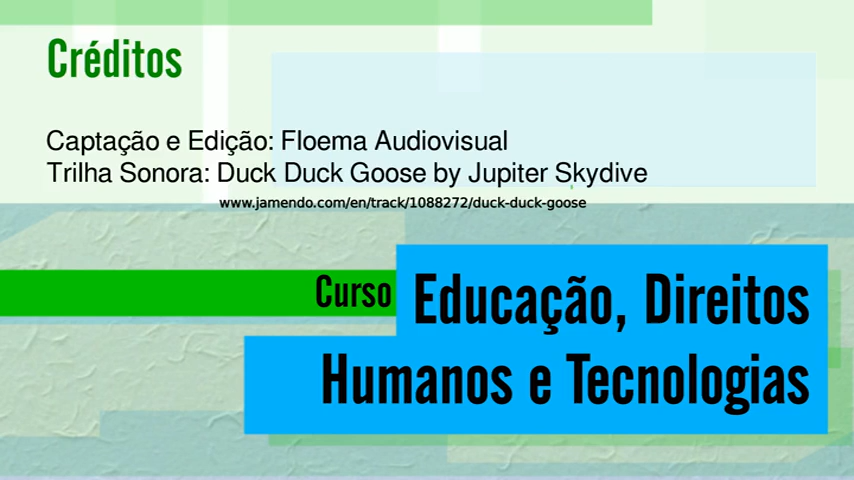 Créditos
Captação e Edição: Floema Audiovisual
Trilha Sonora: Duck Duck Goose by Jupiter Skydive
www.jamendo.com/en/track/1088272/duck-duck-goose
Curso Educação, Direitos
Humanos e Tecnologias